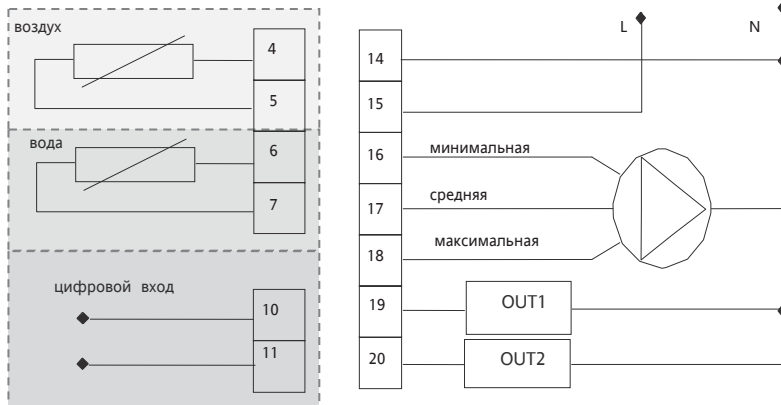 воздух
4
5
вода
6
7
цифровой вход
10
11
L
N
14
15
16
минимальная
17
средняя
18
максимальная
19
OUT1
20
OUT2